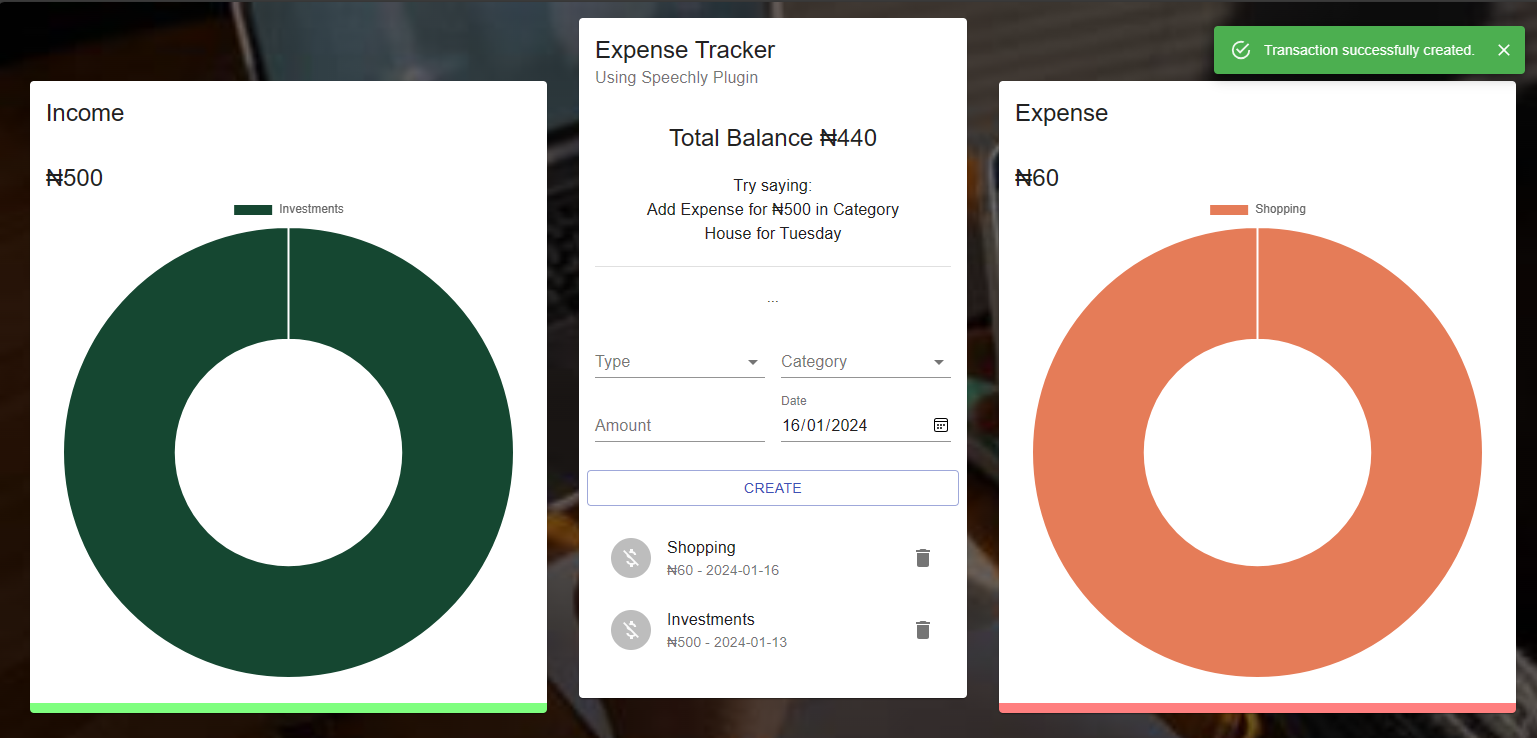 Income
₦500
Investments
Expense Tracker
Using Speechly Plugin
Total Balance ₦440
Try saying:
Add Expense for ₦500 in Category
House for Tuesday
...
Type
Category
Amount
Date
16/01/2024
CREATE
Shopping
₦60 - 2024-01-16
Investments
₦500 - 2024-01-13
Transaction successfully created.
Expense
₦60
Shopping